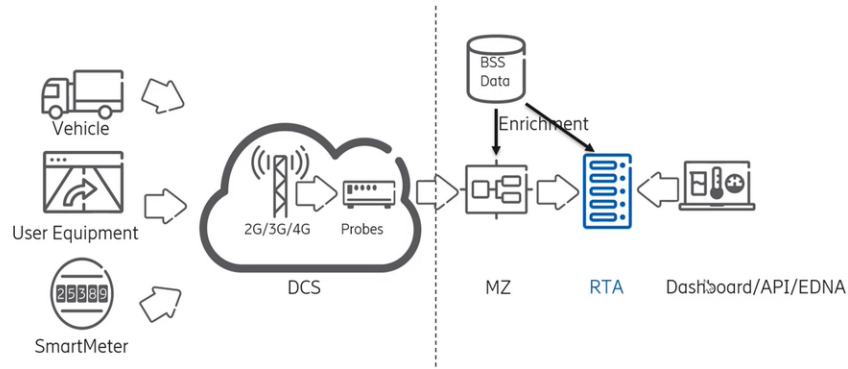 BSS
Data
Enrichment
Vehicle
User Equipment
2G/3G/4G
Probes
25389
SmartMeter
DCS
MZ
RTA
Dashboard/API/EDNA